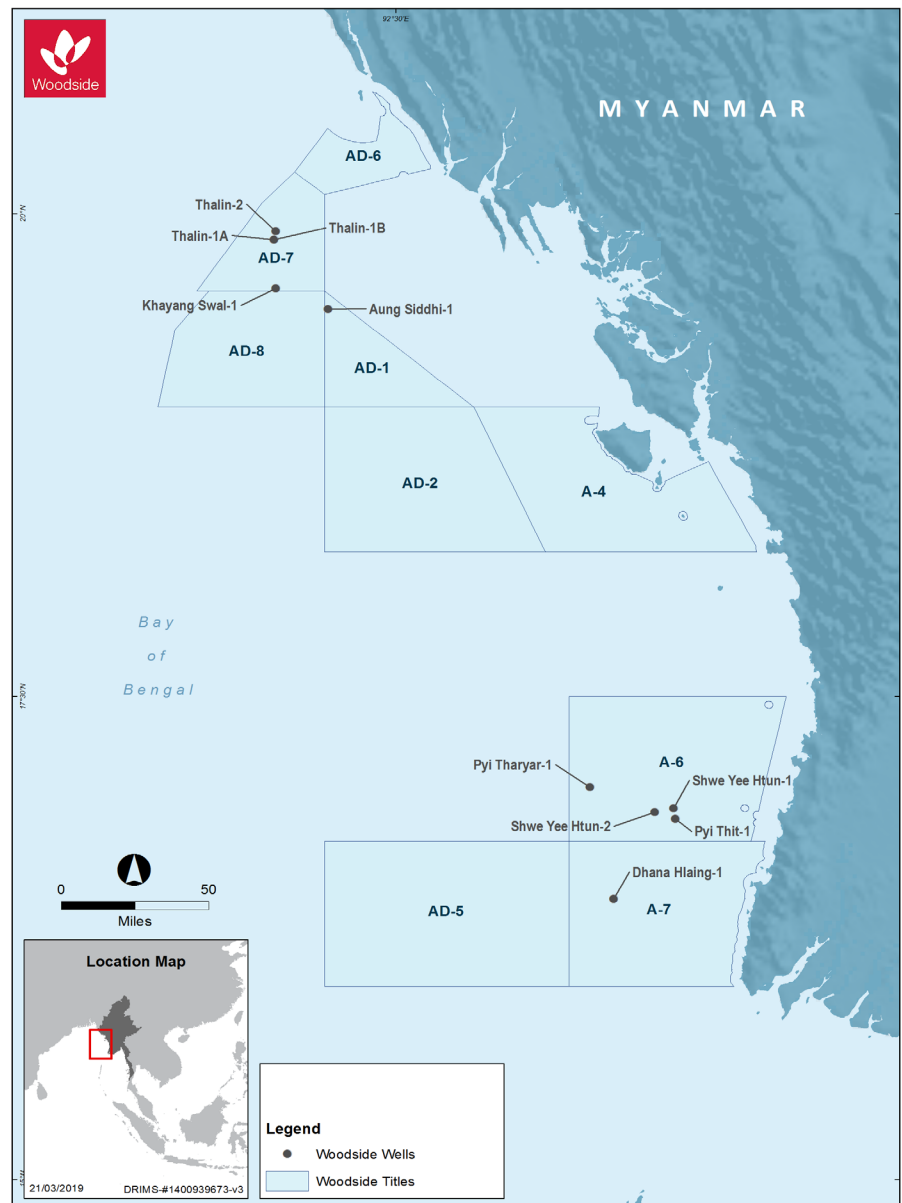 92°30'E
Woodside
MYANMAR
AD-6
Thalin-2
20°N
Thalin-1A
Thalin-1B
AD-7
Khayang Swal-1
Aung Siddhi-1
AD-8
AD-1
AD-2
A-4
Bay
of
Bengal
17°30'N
Pyi Tharyar-1
A-6
Shwe Yee Htun-1
Shwe Yee Htun-2
Pyi Thit-1
Dhana Hlaing-1
AD-5
A-7
0 50
Miles
Location Map
21/03/2019 DRIMS-#1400939673-v3
Legend
Woodside Wells
Woodside Titles
15°N